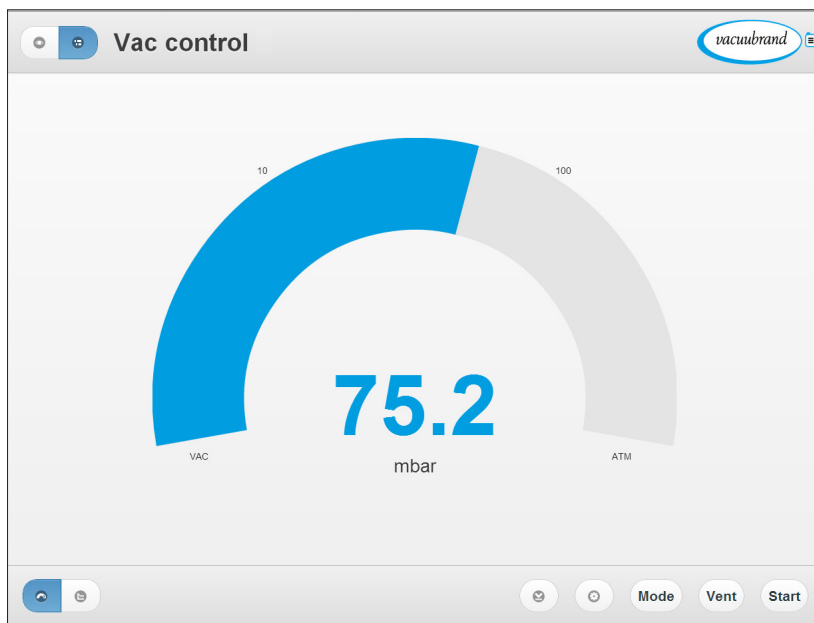 Vac control
vacuubrand
10
100
75.2
mbar
VAC
ATM
Mode
Vent
Start